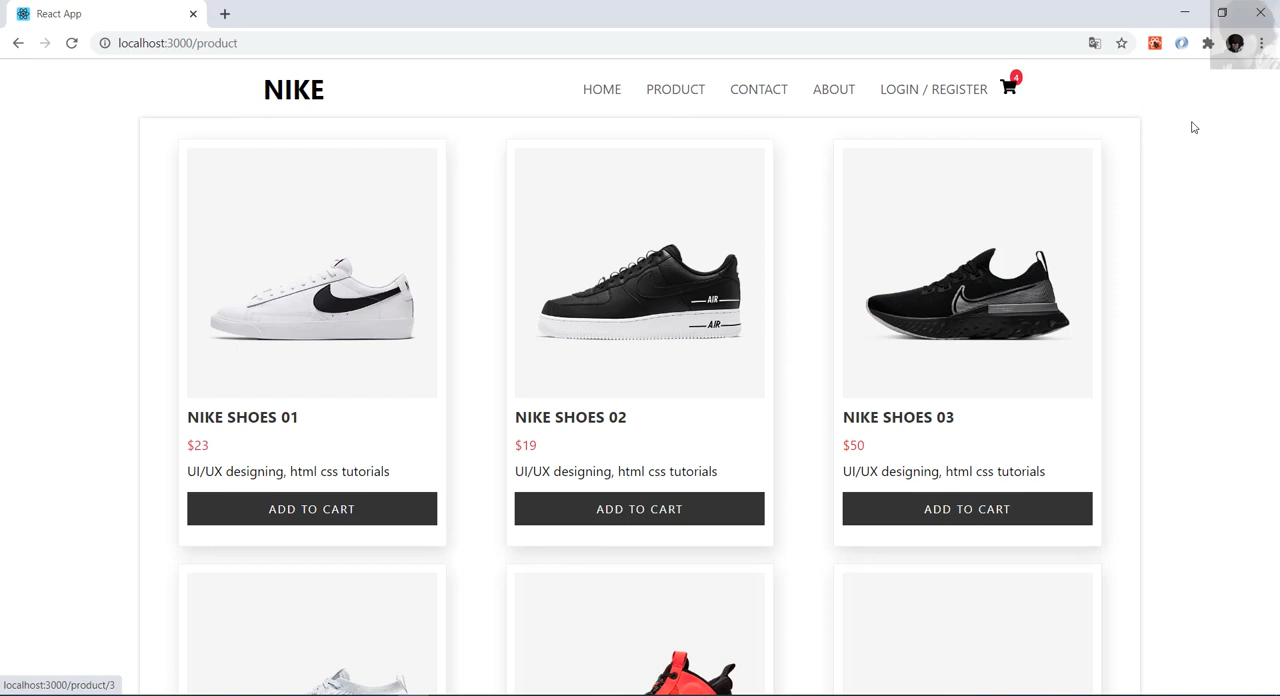 React App
localhost:3000/product
NIKE
HOME PRODUCT CONTACT ABOUT LOGIN / REGISTER 4
AIR
AIR
NIKE SHOES 01
$23
UI/UX designing, html css tutorials
ADD TO CART
NIKE SHOES 02
$19
UI/UX designing, html css tutorials
ADD TO CART
NIKE SHOES 03
$50
UI/UX designing, html css tutorials
ADD TO CART
localhost:3000/product/3